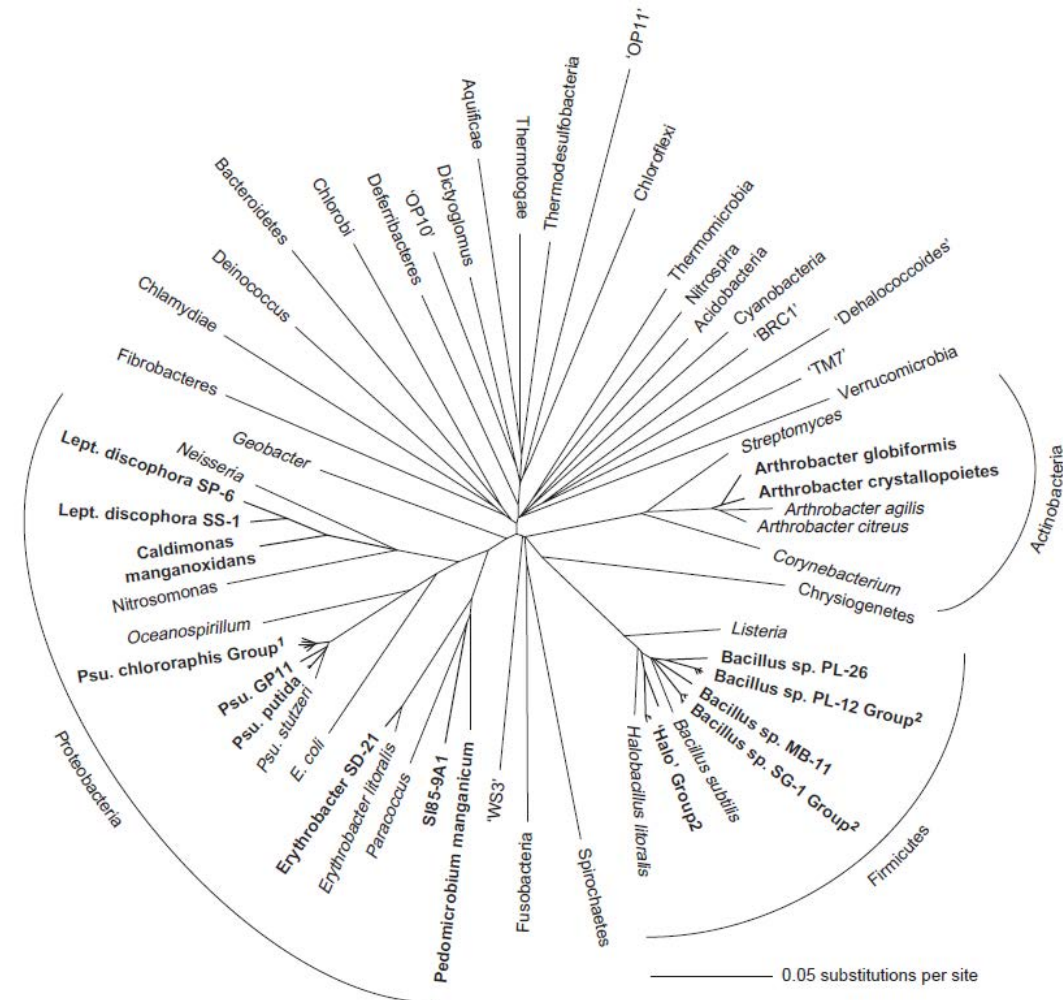 'OP11'
Aquificae
Thermotogae
Thermodesulfobacteria
Chloroflexi
Dictyoglomus
'OP10'
Deferribacteres
Chlorobi
Bacteroidetes
Deinococcus
Chlamydiae
Fibrobacteres
Thermomicrobia
Nitrospira
Acidobacteria
Cyanobacteria
'BRC1'
'Dehalococcoides'
'TM7'
Verrucomicrobia
Streptomyces
Arthrobacter globiformis
Arthrobacter crystallopoietes
Arthrobacter agilis
Arthrobacter citreus
Corynebacterium
Actinobacteria
Chrysiogenetes
Listeria
Bacillus sp. PL-26
Bacillus sp. PL-12 Group²
Bacillus sp. MB-11
Bacillus sp. SG-1 Group²
Bacillus subtilis
'Halo' Group2
Halobacillus litoralis
Firmicutes
Spirochaetes
Fusobacteria
'WS3'
Pedomicrobium manganicum
SI85-9A1
Paracoccus
Erythrobacter litoralis
Erythrobacter SD-21
E. coli
Psu. stutzeri
Psu. putida
Psu. GP11
Psu. chlororaphis Group¹
Oceanospirillum
Nitrosomonas
Caldimonas
manganoxidans
Lept. discophora SS-1
Lept. discophora SP-6
Neisseria
Geobacter
Proteobacteria
0.05 substitutions per site